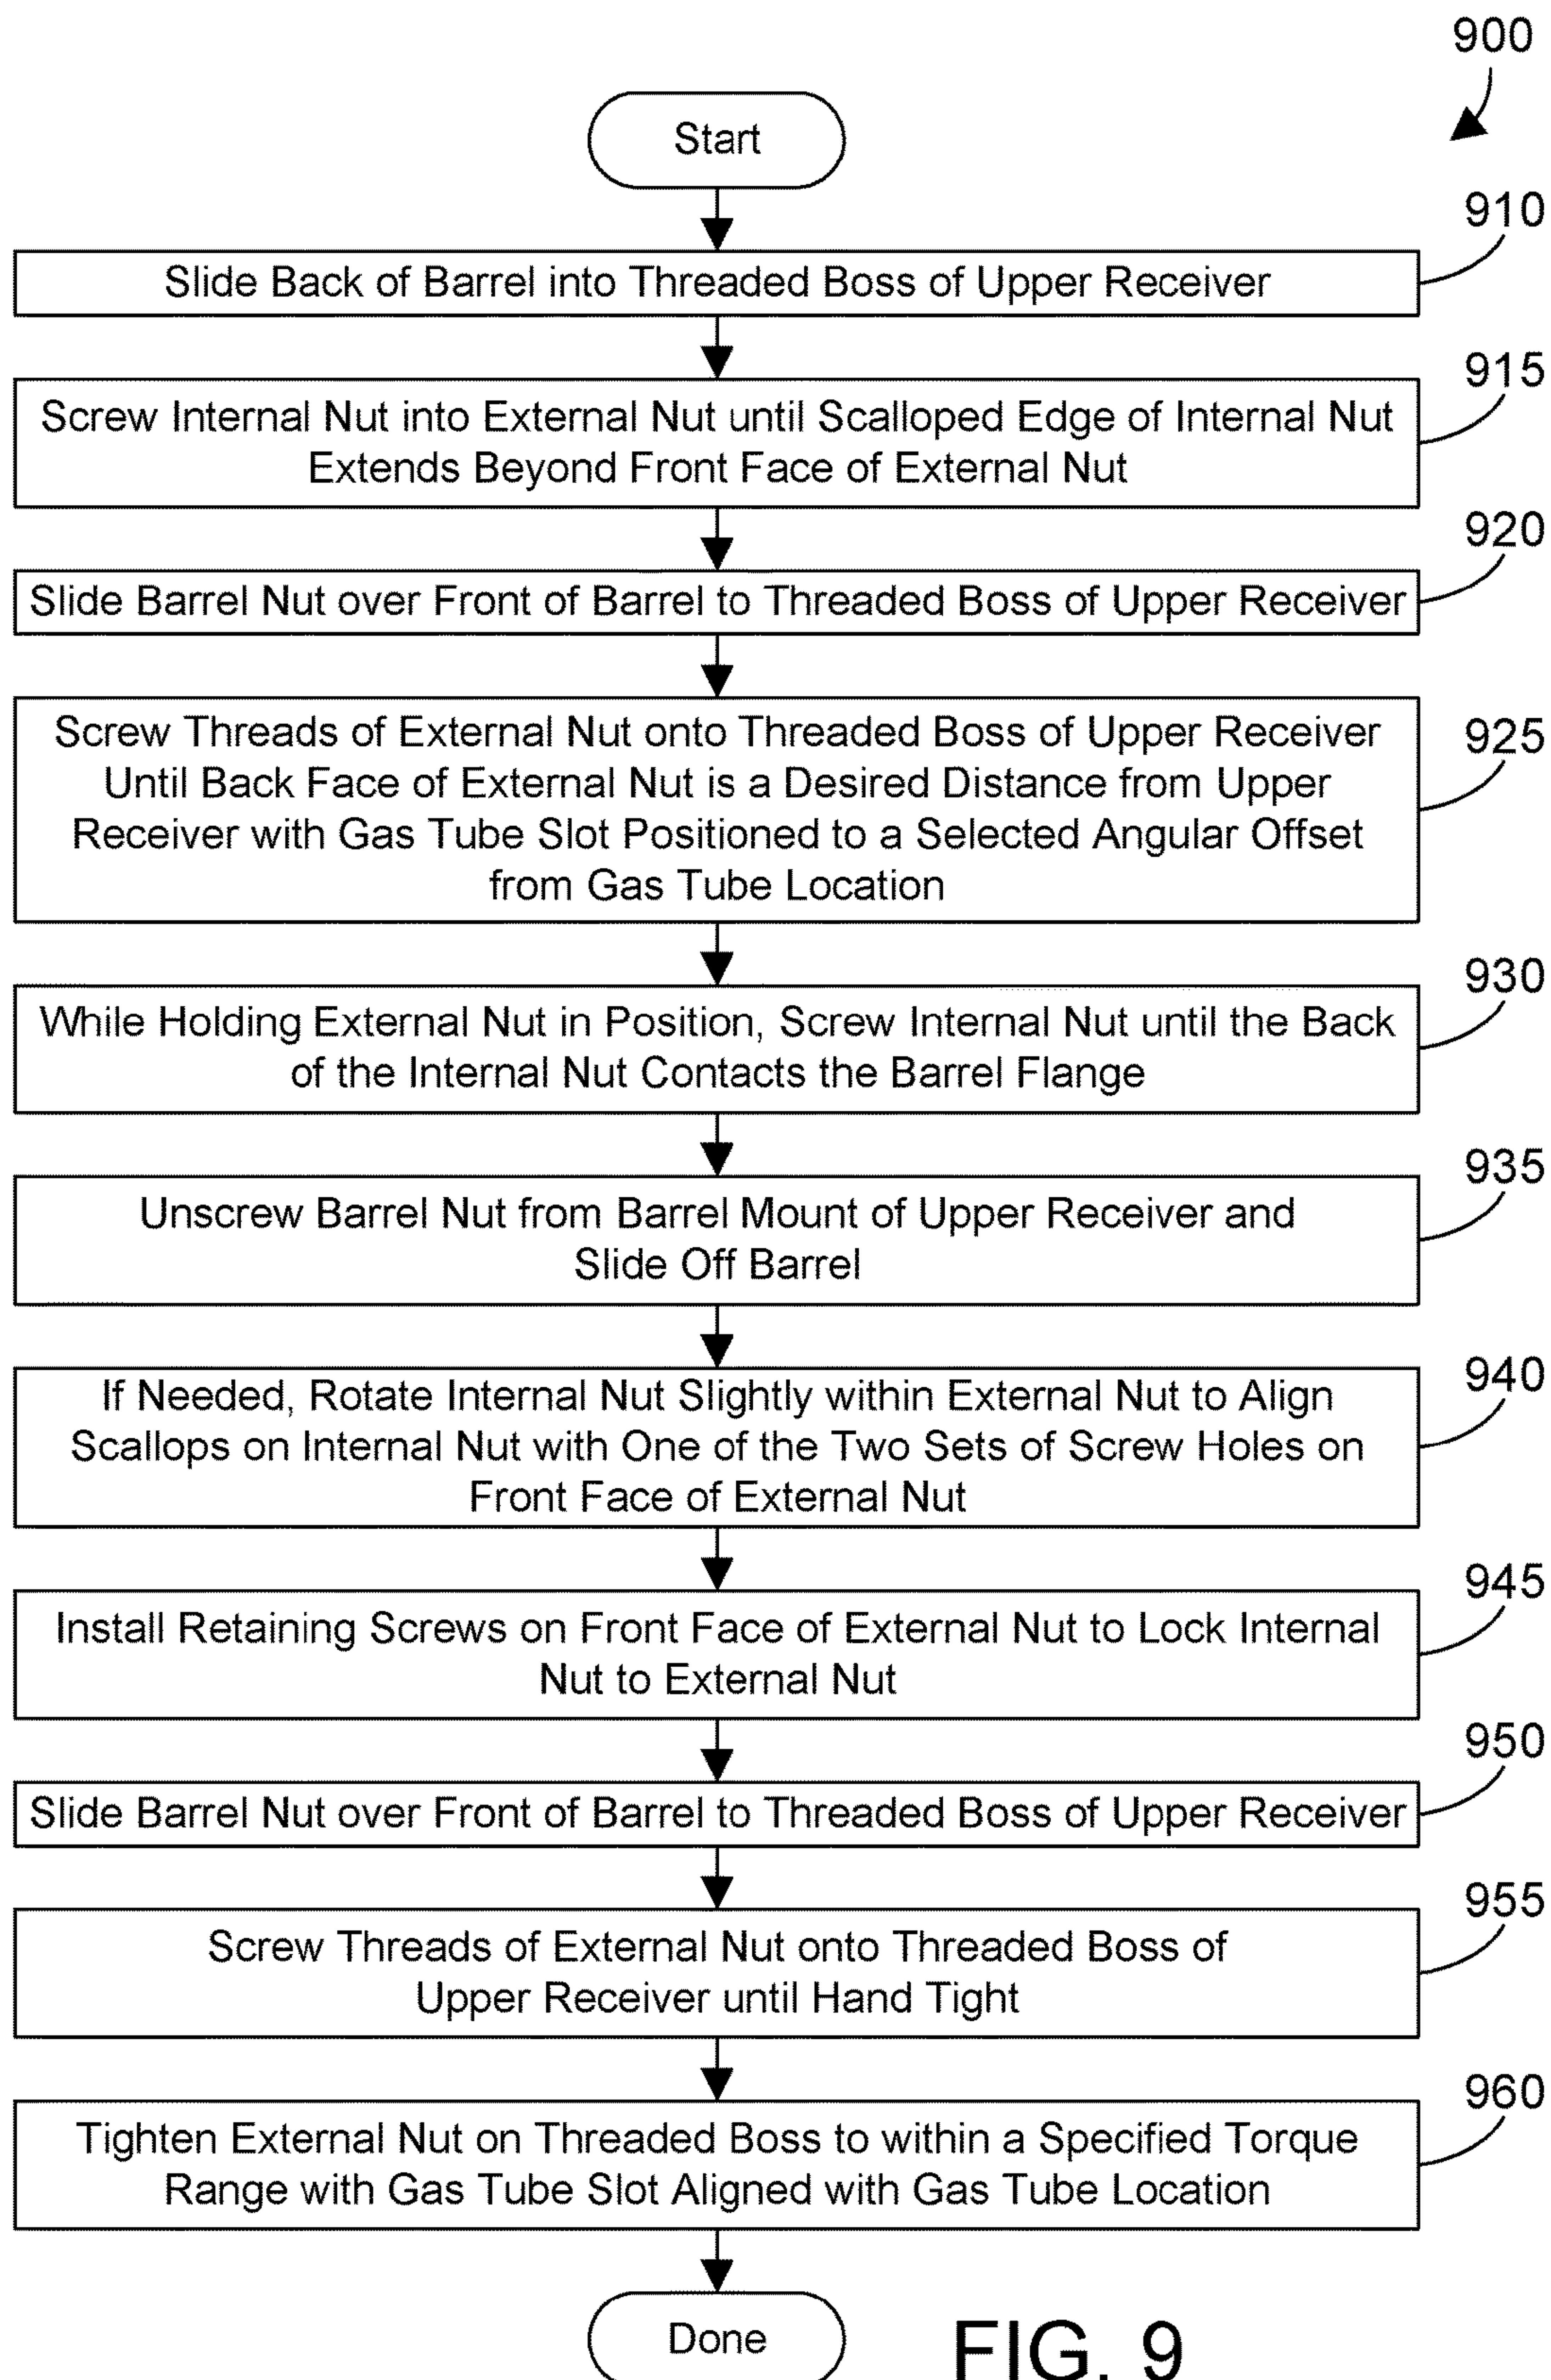 900
Start
910
Slide Back of Barrel into Threaded Boss of Upper Receiver
915
Screw Internal Nut into External Nut until Scalloped Edge of Internal Nut
Extends Beyond Front Face of External Nut
920
Slide Barrel Nut over Front of Barrel to Threaded Boss of Upper Receiver
925
Screw Threads of External Nut onto Threaded Boss of Upper Receiver
Until Back Face of External Nut is a Desired Distance from Upper
Receiver with Gas Tube Slot Positioned to a Selected Angular Offset
from Gas Tube Location
930
While Holding External Nut in Position, Screw Internal Nut until the Back
of the Internal Nut Contacts the Barrel Flange
935
Unscrew Barrel Nut from Barrel Mount of Upper Receiver and
Slide Off Barrel
940
If Needed, Rotate Internal Nut Slightly within External Nut to Align
Scallops on Internal Nut with One of the Two Sets of Screw Holes on
Front Face of External Nut
945
Install Retaining Screws on Front Face of External Nut to Lock Internal
Nut to External Nut
950
Slide Barrel Nut over Front of Barrel to Threaded Boss of Upper Receiver
955
Screw Threads of External Nut onto Threaded Boss of
Upper Receiver until Hand Tight
960
Tighten External Nut on Threaded Boss to within a Specified Torque
Range with Gas Tube Slot Aligned with Gas Tube Location
Done
FIG. 9